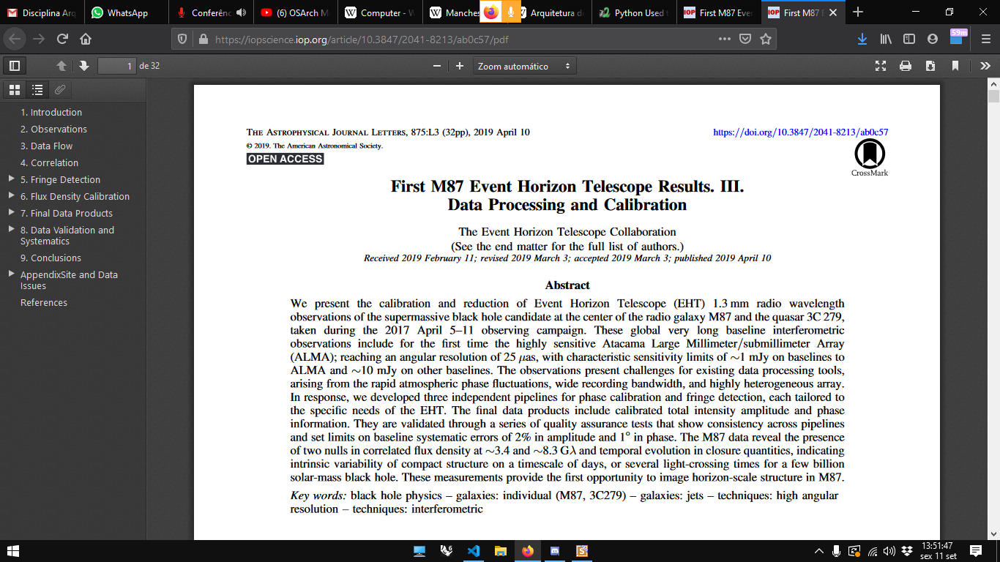 Disciplina Arq
WhatsApp
Conferênc
(6) OSArch M
Computer - W
Manches
Arquitetura d
Python Used t
First M87 Eve
First M87 E
https://iopscience.iop.org/article/10.3847/2041-8213/ab0c57/pdf
59m
1 de 32
Zoom automático
1. Introduction
2. Observations
3. Data Flow
4. Correlation
5. Fringe Detection
6. Flux Density Calibration
7. Final Data Products
8. Data Validation and
Systematics
9. Conclusions
AppendixSite and Data
Issues
References
The Astrophysical Journal Letters, 875:L3 (32pp), 2019 April 10
https://doi.org/10.3847/2041-8213/ab0c57
© 2019. The American Astronomical Society.
OPEN ACCESS
CrossMark
First M87 Event Horizon Telescope Results. III.
Data Processing and Calibration
The Event Horizon Telescope Collaboration
(See the end matter for the full list of authors.)
Received 2019 February 11; revised 2019 March 3; accepted 2019 March 3; published 2019 April 10
Abstract
We present the calibration and reduction of Event Horizon Telescope (EHT) 1.3 mm radio wavelength
observations of the supermassive black hole candidate at the center of the radio galaxy M87 and the quasar 3C 279,
taken during the 2017 April 5–11 observing campaign. These global very long baseline interferometric
observations include for the first time the highly sensitive Atacama Large Millimeter/submillimeter Array
(ALMA); reaching an angular resolution of 25 μas, with characteristic sensitivity limits of ∼1 mJy on baselines to
ALMA and ∼10 mJy on other baselines. The observations present challenges for existing data processing tools,
arising from the rapid atmospheric phase fluctuations, wide recording bandwidth, and highly heterogeneous array.
In response, we developed three independent pipelines for phase calibration and fringe detection, each tailored to
the specific needs of the EHT. The final data products include calibrated total intensity amplitude and phase
information. They are validated through a series of quality assurance tests that show consistency across pipelines
and set limits on baseline systematic errors of 2% in amplitude and 1° in phase. The M87 data reveal the presence
of two nulls in correlated flux density at ∼3.4 and ∼8.3 Gλ and temporal evolution in closure quantities, indicating
intrinsic variability of compact structure on a timescale of days, or several light-crossing times for a few billion
solar-mass black hole. These measurements provide the first opportunity to image horizon-scale structure in M87.
Key words: black hole physics – galaxies: individual (M87, 3C279) – galaxies: jets – techniques: high angular
resolution – techniques: interferometric
13:51:47
sex 11 set